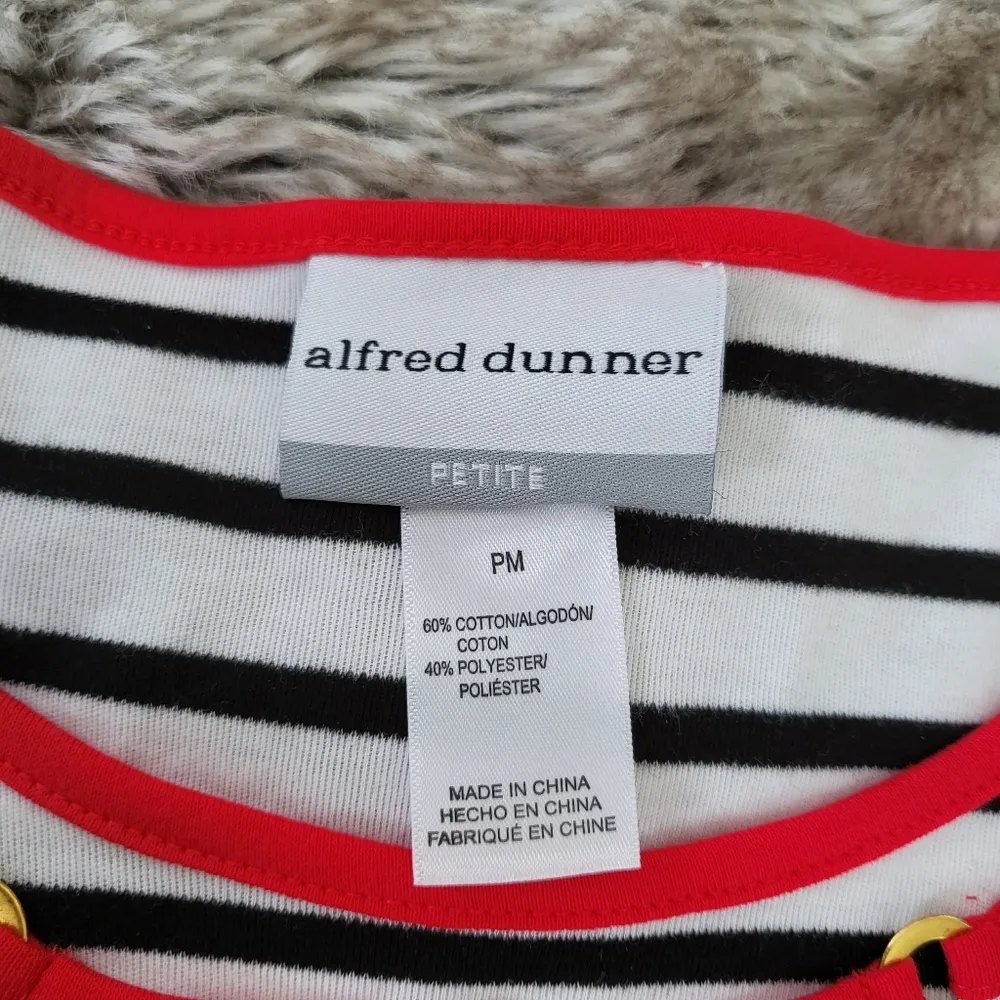 alfred dunner
PETITE
PM
60% COTTON/ALGODÓN/
COTON
40% POLYESTER/
POLIÉSTER
MADE IN CHINA
HECHO EN CHINA
FABRIQUÉ EN CHINE